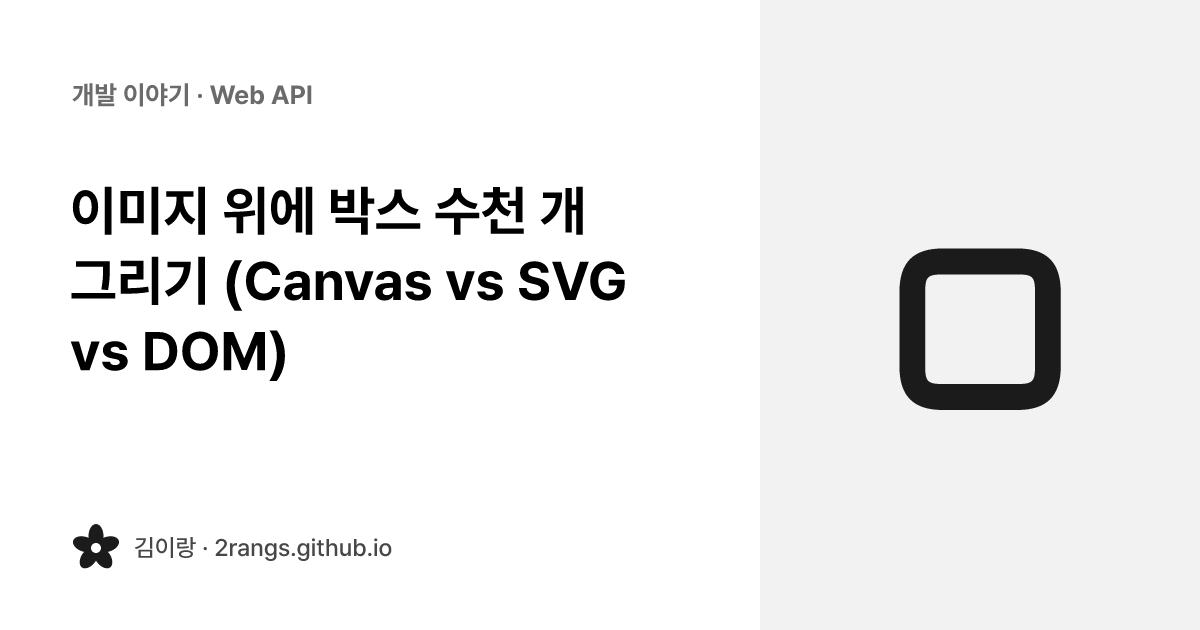 개발 이야기 · Web API
이미지 위에 박스 수천 개
그리기 (Canvas vs SVG
vs DOM)
김이랑 · 2rangs.github.io